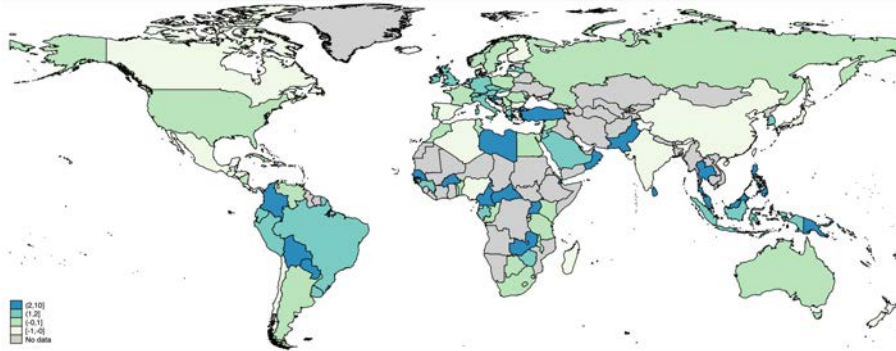 (2,10]
(1,2]
(-0,1]
[-1,-0]
No data